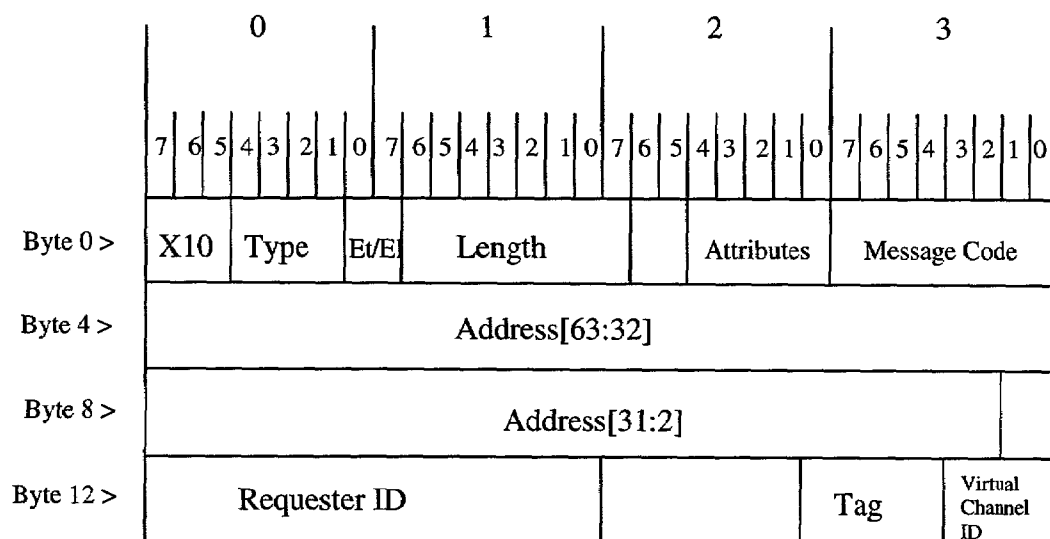 0 1 2 3
7 6 5 4 3 2 1 0 7 6 5 4 3 2 1 0 7 6 5 4 3 2 1 0 7 6 5 4 3 2 1 0
Byte 0 > X10 Type Et/El Length Attributes Message Code
Byte 4 > Address[63:32]
Byte 8 > Address[31:2]
Byte 12 > Requester ID Tag Virtual
Channel
ID